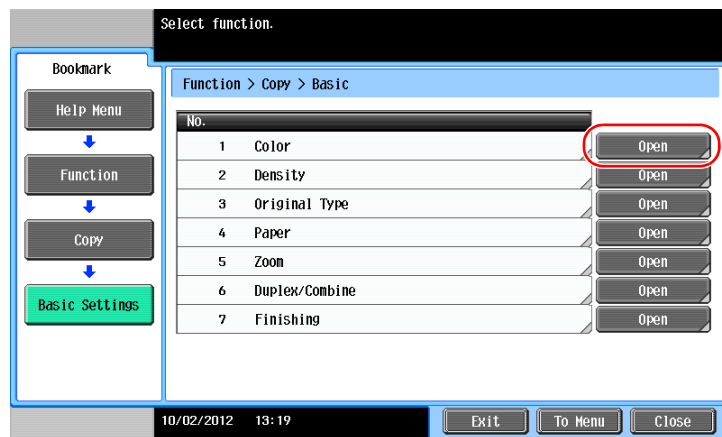 Select function.
Bookmark
Help Menu
Function
Copy
Basic Settings
Function > Copy > Basic
No.
1 Color Open
2 Density Open
3 Original Type Open
4 Paper Open
5 Zoom Open
6 Duplex/Combine Open
7 Finishing Open
10/02/2012 13:19 Exit To Menu Close